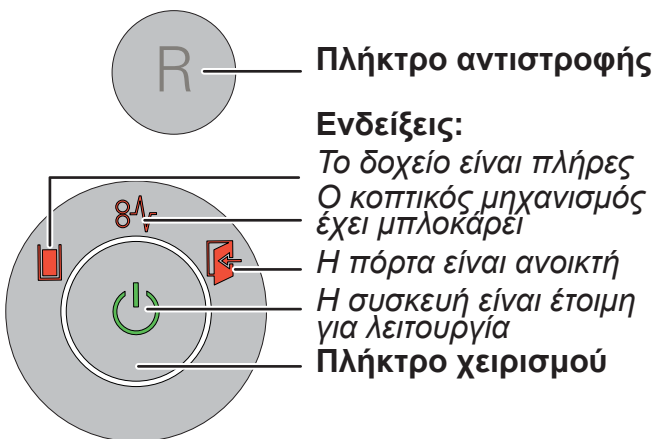 R
Πλήκτρο αντιστροφής
Ενδείξεις:
Το δοχείο είναι πλήρες
Ο κοπτικός μηχανισμός
έχει μπλοκάρει
Η πόρτα είναι ανοικτή
Η συσκευή είναι έτοιμη
για λειτουργία
Πλήκτρο χειρισμού